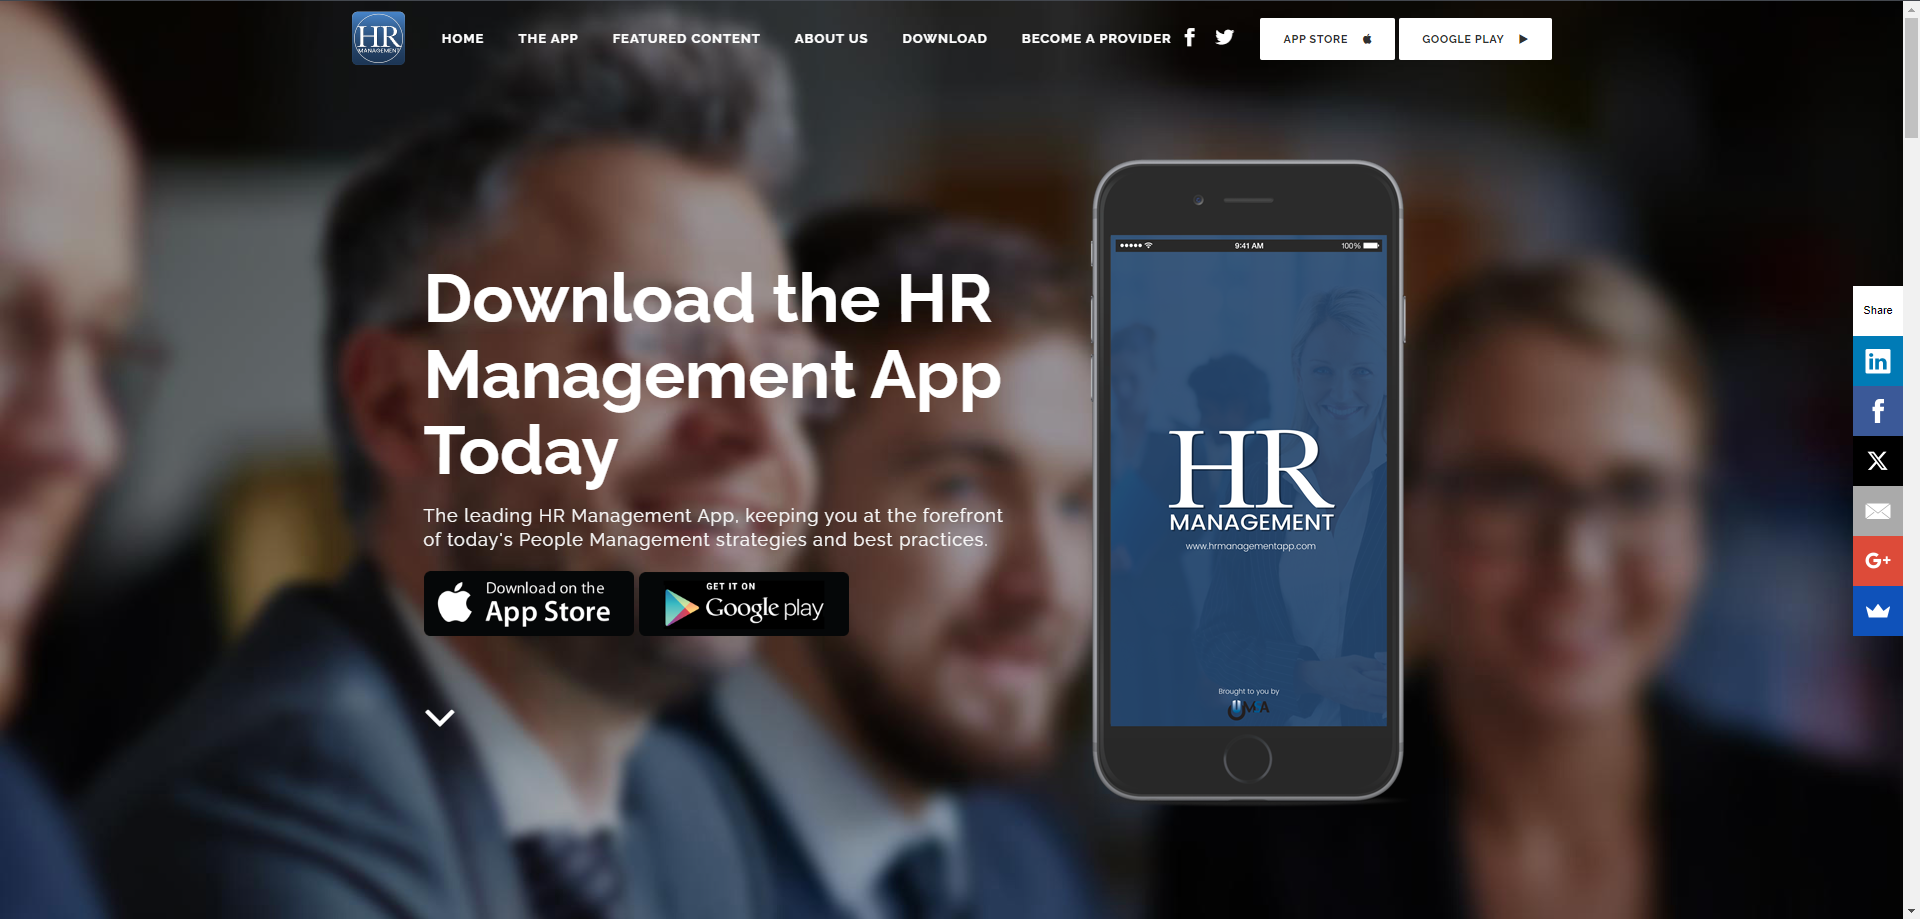 HR
MANAGEMENT
HOME
THE APP
FEATURED CONTENT
ABOUT US
DOWNLOAD
BECOME A PROVIDER
APP STORE
GOOGLE PLAY
Download the HR
Management App
Today
The leading HR Management App, keeping you at the forefront
of today's People Management strategies and best practices.
Download on the
App Store
GET IT ON
Google play
9:41 AM
100%
HR
MANAGEMENT
www.hrmanagementapp.com
Brought to you by
Share
in
f
X
G+